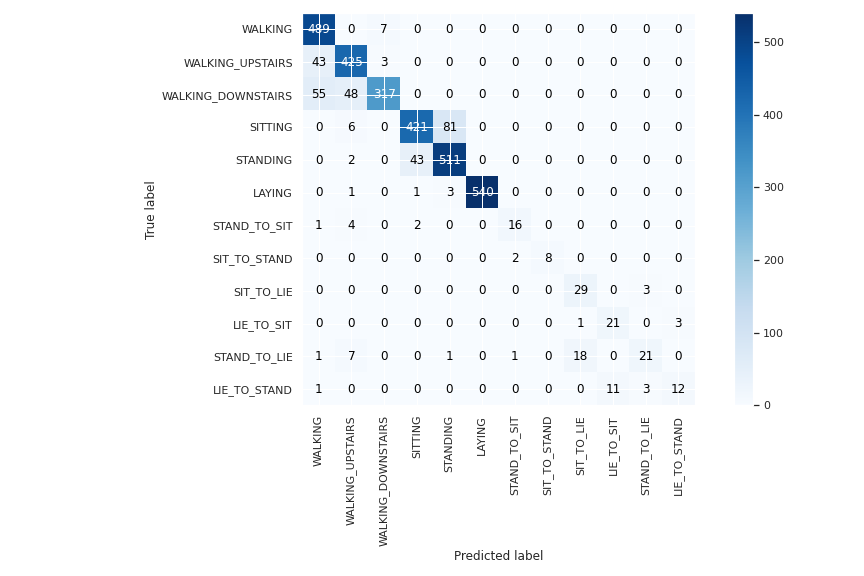 WALKING 489 0 7 0 0 0 0 0 0 0 0 0
WALKING_UPSTAIRS 43 425 3 0 0 0 0 0 0 0 0 0
WALKING_DOWNSTAIRS 55 48 317 0 0 0 0 0 0 0 0 0
SITTING 0 6 0 421 81 0 0 0 0 0 0 0
STANDING 0 2 0 43 511 0 0 0 0 0 0 0
LAYING 0 1 0 1 3 540 0 0 0 0 0 0
STAND_TO_SIT 1 4 0 2 0 0 16 0 0 0 0 0
SIT_TO_STAND 0 0 0 0 0 0 2 8 0 0 0 0
SIT_TO_LIE 0 0 0 0 0 0 0 0 29 0 3 0
LIE_TO_SIT 0 0 0 0 0 0 0 0 1 21 0 3
STAND_TO_LIE 1 7 0 0 1 0 1 0 18 0 21 0
LIE_TO_STAND 1 0 0 0 0 0 0 0 0 11 3 12
True label
WALKING
WALKING_UPSTAIRS
WALKING_DOWNSTAIRS
SITTING
STANDING
LAYING
STAND_TO_SIT
SIT_TO_STAND
SIT_TO_LIE
LIE_TO_SIT
STAND_TO_LIE
LIE_TO_STAND
Predicted label
500
400
300
200
100
0